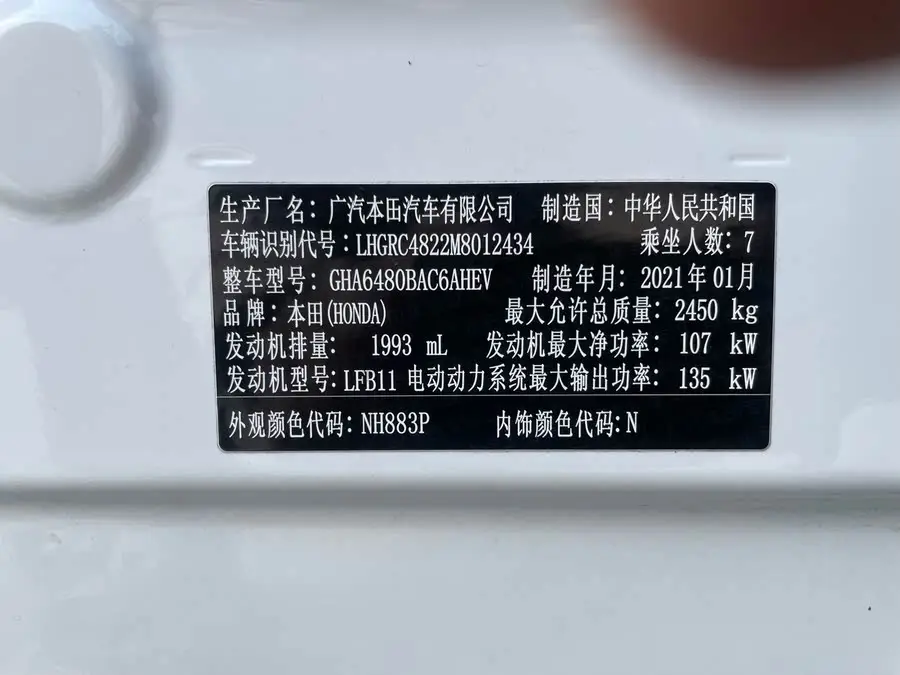 生产厂名：广汽本田汽车有限公司 制造国：中华人民共和国
车辆识别代号：LHGRC4822M8012434 乘坐人数：7
整车型号：GHA6480BAC6AHEV 制造年月：2021年01月
品牌：本田(HONDA) 最大允许总质量：2450 kg
发动机排量： 1993 mL 发动机最大净功率：107 kW
发动机型号:LFB11 电动动力系统最大输出功率：135 kW
外观颜色代码：NH883P 内饰颜色代码:N